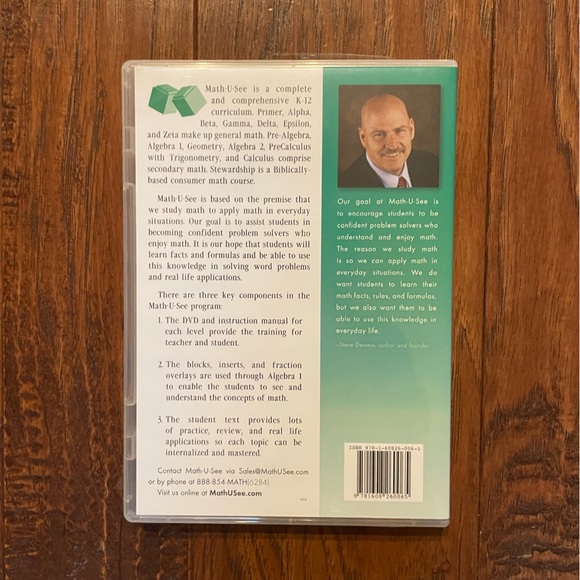 Math·U·See is a complete
and comprehensive K-12
curriculum. Primer, Alpha,
Beta, Gamma, Delta, Epsilon,
and Zeta make up general math. Pre-Algebra,
Algebra 1, Geometry, Algebra 2, PreCalculus
with Trigonometry, and Calculus comprise
secondary math. Stewardship is a Biblically-
based consumer math course.
Math·U·See is based on the premise that
we study math to apply math in everyday
situations. Our goal is to assist students in
becoming confident problem solvers who
enjoy math. It is our hope that students will
learn facts and formulas and be able to use
this knowledge in solving word problems
and real life applications.
There are three key components in the
Math·U·See program:
1. The DVD and instruction manual for
each level provide the training for
teacher and student.
2. The blocks, inserts, and fraction
overlays are used through Algebra 1
to enable the students to see and
understand the concepts of math.
3. The student text provides lots
of practice, review, and real life
applications so each topic can be
internalized and mastered.
Contact Math·U·See via Sales@MathUSee.com
or by phone at 888-854-MATH(6284)
Visit us online at MathUSee.com
Our goal at Math·U·See is
to encourage students to be
confident problem solvers who
understand and enjoy math.
The reason we study math
is so we can apply math in
everyday situations. We do
want students to learn their
math facts, rules, and formulas,
but we also want them to be
able to use this knowledge in
everyday life.
–Steve Demme, author and founder
ISBN 978-1-60826-006-5
9 781608 260065